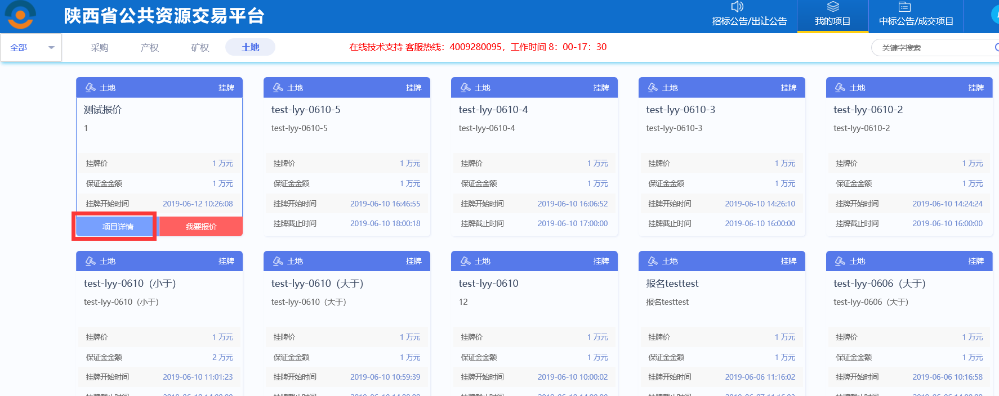 陕西省公共资源交易平台
招标公告/出让公告
我的项目
中标公告/成交项目
全部
采购
产权
矿权
土地
在线技术支持 客服热线：4009280095，工作时间 8：00-17：30
关键字搜索
土地 挂牌
测试报价
1
挂牌价 1 万元
保证金金额 1 万元
挂牌开始时间 2019-06-12 10:26:08
项目详情 我要报价
土地 挂牌
test-lyy-0610-5
test-lyy-0610-5
挂牌价 1 万元
保证金金额 1 万元
挂牌开始时间 2019-06-10 16:46:55
挂牌截止时间 2019-06-10 18:00:18
土地 挂牌
test-lyy-0610-4
test-lyy-0610-4
挂牌价 1 万元
保证金金额 1 万元
挂牌开始时间 2019-06-10 16:06:52
挂牌截止时间 2019-06-10 17:00:00
土地 挂牌
test-lyy-0610-3
test-lyy-0610-3
挂牌价 1 万元
保证金金额 1 万元
挂牌开始时间 2019-06-10 14:26:10
挂牌截止时间 2019-06-10 16:00:00
土地 挂牌
test-lyy-0610-2
test-lyy-0610-2
挂牌价 1 万元
保证金金额 1 万元
挂牌开始时间 2019-06-10 14:24:24
挂牌截止时间 2019-06-10 16:00:00
土地 挂牌
test-lyy-0610（小于）
test-lyy-0610（小于）
挂牌价 1 万元
保证金金额 2 万元
挂牌开始时间 2019-06-10 11:01:23
土地 挂牌
test-lyy-0610（大于）
test-lyy-0610（大于）
挂牌价 1 万元
保证金金额 1 万元
挂牌开始时间 2019-06-10 10:59:39
土地 挂牌
test-lyy-0610
12
挂牌价 1 万元
保证金金额 1 万元
挂牌开始时间 2019-06-10 10:00:02
土地 挂牌
报名testtest
报名testtest
挂牌价 1 万元
保证金金额 1 万元
挂牌开始时间 2019-06-06 11:16:02
土地 挂牌
test-lyy-0606（大于）
test-lyy-0606（大于）
挂牌价 1 万元
保证金金额 1 万元
挂牌开始时间 2019-06-06 10:16:58